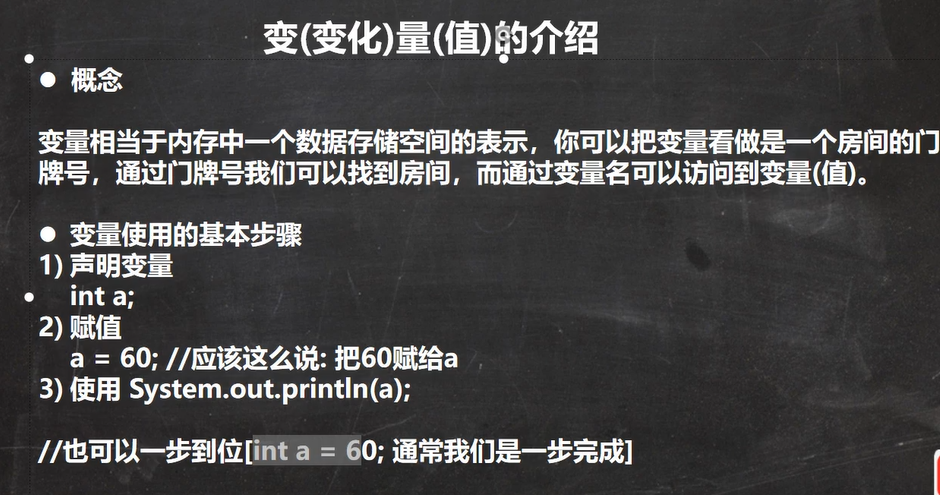 变(变化)量(值)的介绍
● 概念
变量相当于内存中一个数据存储空间的表示，你可以把变量看做是一个房间的门
牌号，通过门牌号我们可以找到房间，而通过变量名可以访问到变量(值)。
● 变量使用的基本步骤
1) 声明变量
int a;
2) 赋值
a = 60; //应该这么说: 把60赋给a
3) 使用 System.out.println(a);
//也可以一步到位[int a = 60; 通常我们是一步完成]